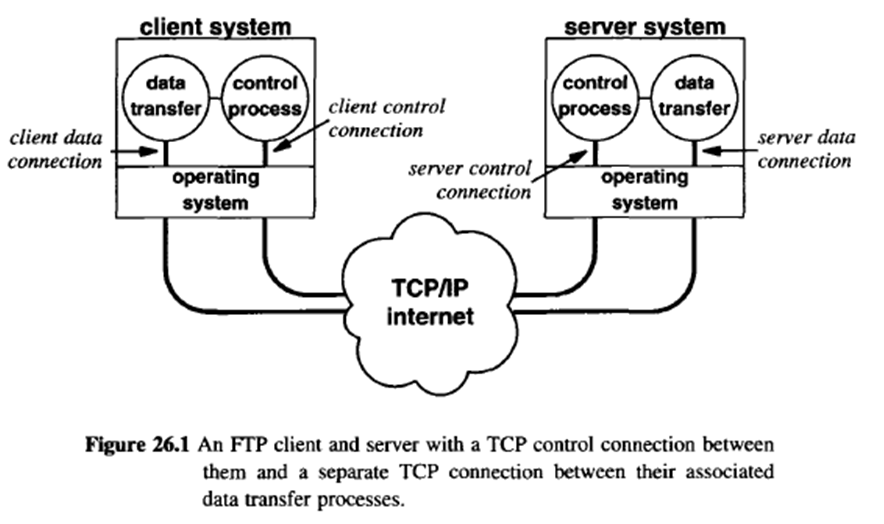 client system
server system
data
transfer
control
process
control
process
data
transfer
client data
connection
client control
connection
server control
connection
server data
connection
operating
system
operating
system
TCP/IP
internet
Figure 26.1 An FTP client and server with a TCP control connection between
them and a separate TCP connection between their associated
data transfer processes.